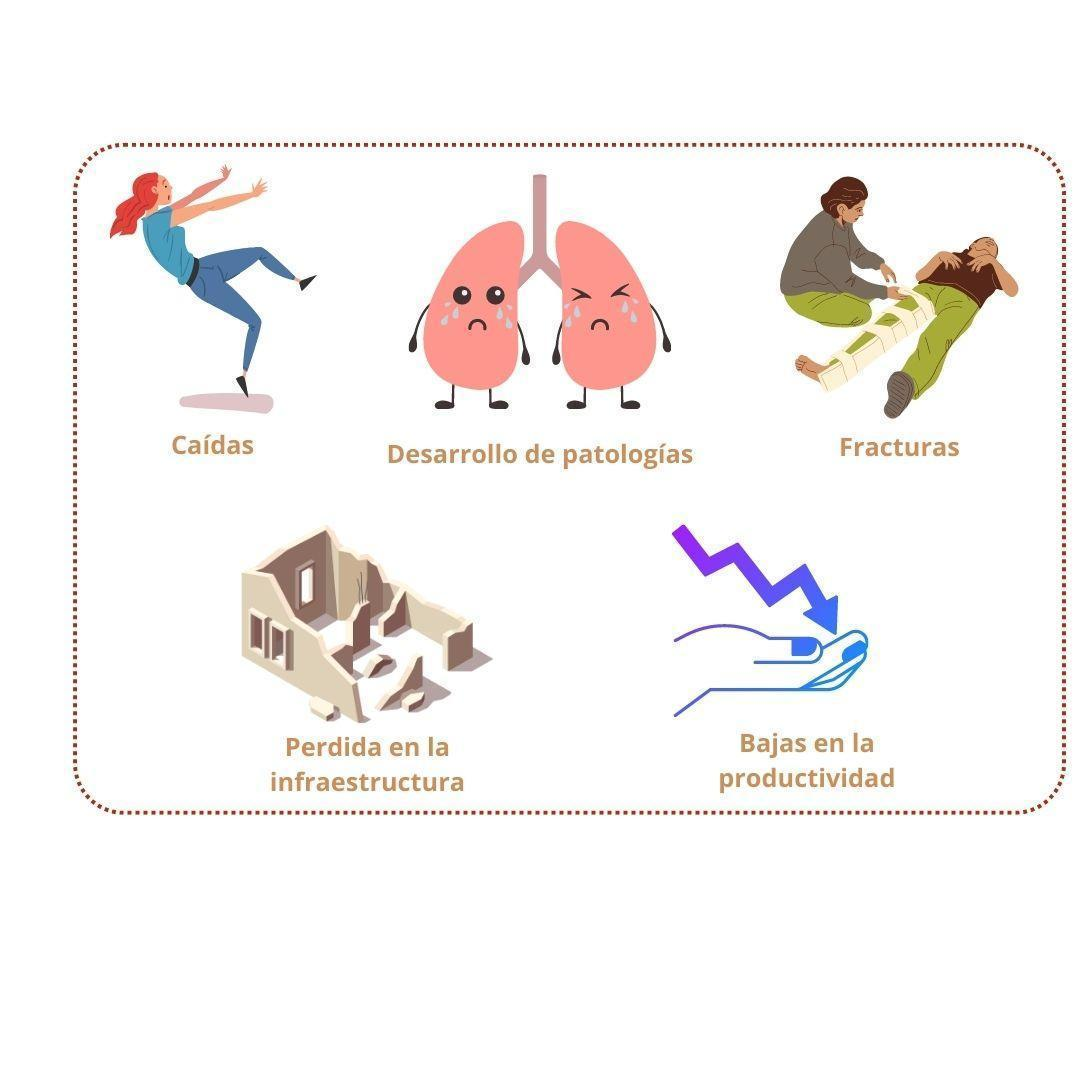 Caídas
Desarrollo de patologías
Fracturas
Perdida en la
infraestructura
Bajas en la
productividad